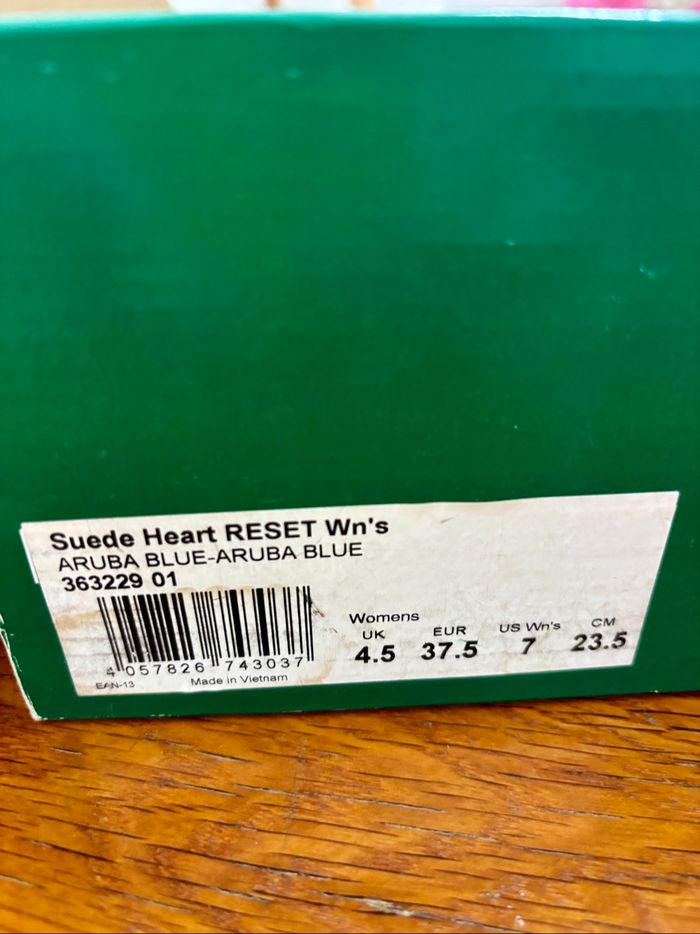 Suede Heart RESET Wn's
ARUBA BLUE-ARUBA BLUE
363229 01
4 057826 743037
EAN-13
Made in Vietnam
Womens
UK EUR US Wn's CM
4.5 37.5 7 23.5